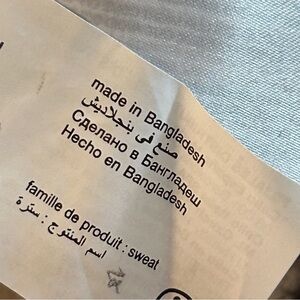 made in Bangladesh
صنع في بنجلاديش
Сделано в Бангладеш
Hecho en Bangladesh
famille de produit : sweat
اسم المنتوج : سترة